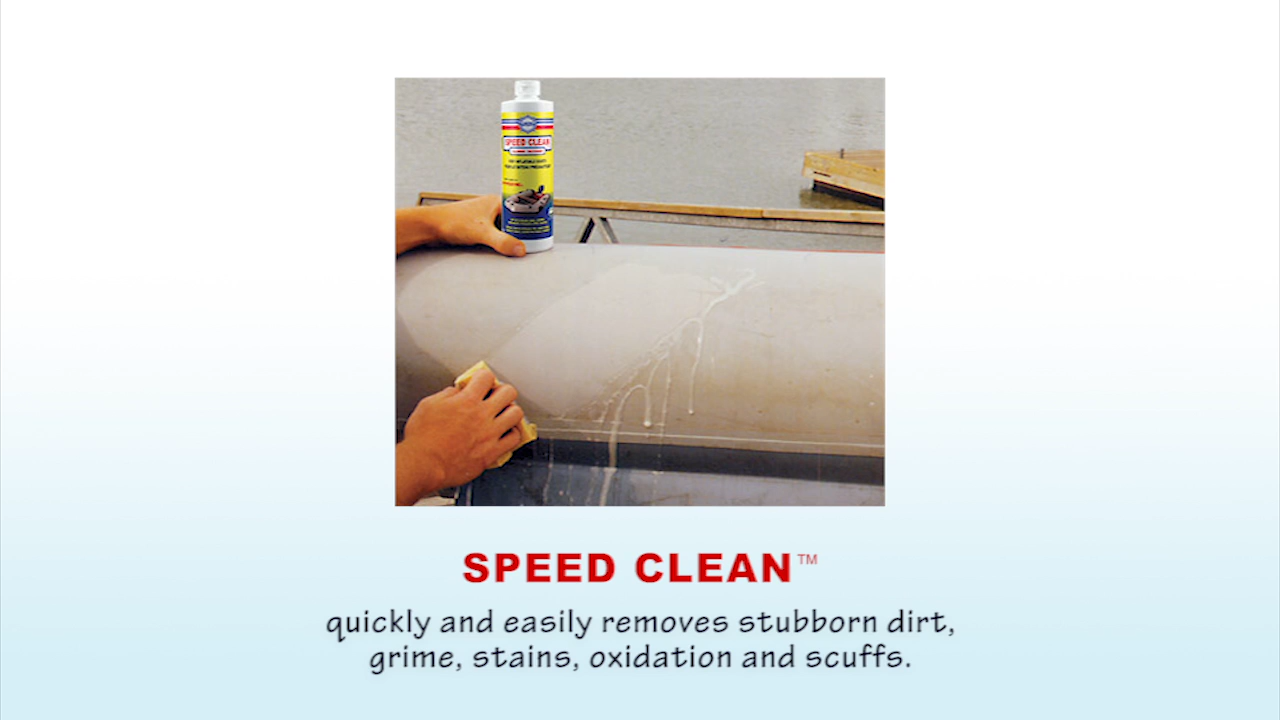 SPEED CLEAN
SPEED CLEAN™
quickly and easily removes stubborn dirt,
grime, stains, oxidation and scuffs.